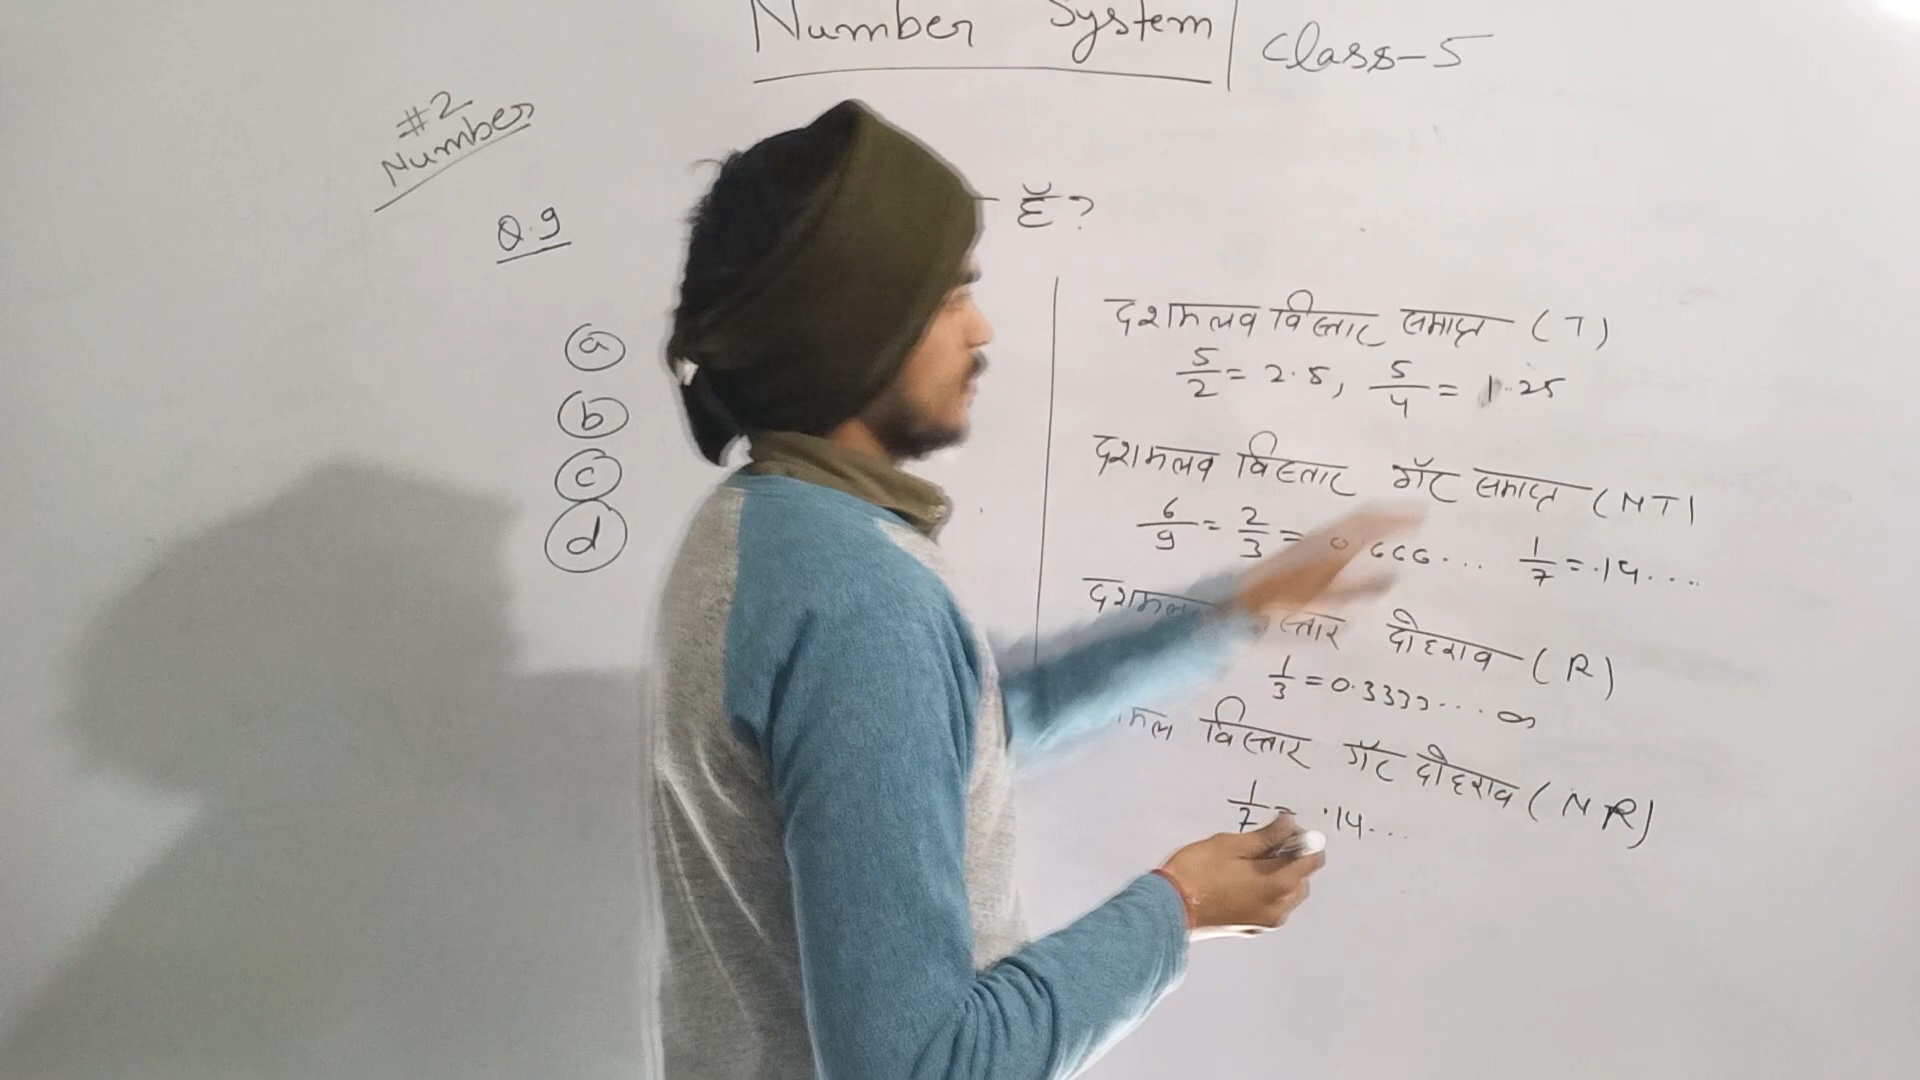 Number System Class-5
#2
Number
Q.9
है?
a
b
c
d
दशमलव विस्तार समाप्त (T)
5/2 = 2.5, 5/4 = 1.25
दशमलव विस्तार गॅर समाप्त (NT)
6/9 = 2/3 = 0.666... 1/7 = .14....
स्तार दोहराव (R)
1/3 = 0.3333... ∞
मल विस्तार गॅर दोहराव (NR)
1/7 = .14...